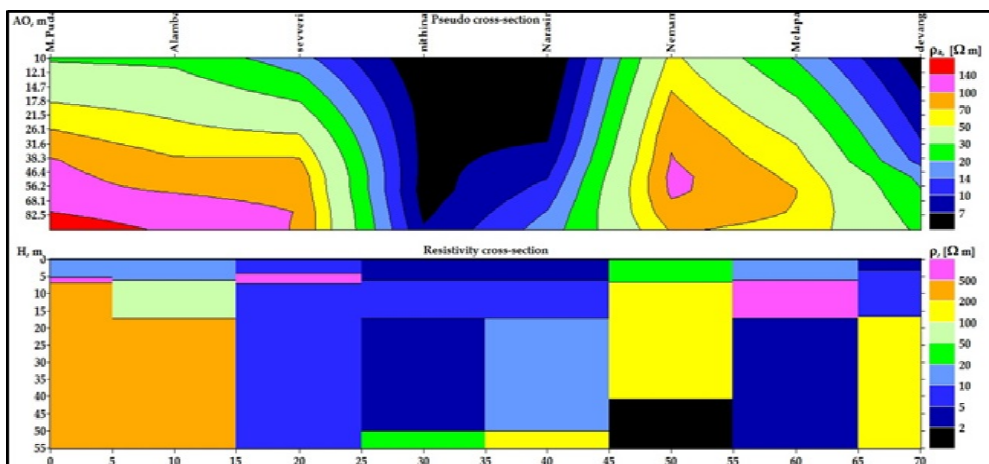 AO, m
Pseudo cross-section
M.Pudu
Alamba
sevveri
nithina
Narasir
Neman
Melapa
devang
ρa, [Ω m]
10
12.1
14.7
17.8
21.5
26.1
31.6
38.3
46.4
56.2
68.1
82.5
140
100
70
50
30
20
14
10
7
H, m
Resistivity cross-section
ρ, [Ω m]
0
5
10
15
20
25
30
35
40
45
50
55
500
200
100
50
20
10
5
2
0 5 10 15 20 25 30 35 40 45 50 55 60 65 70